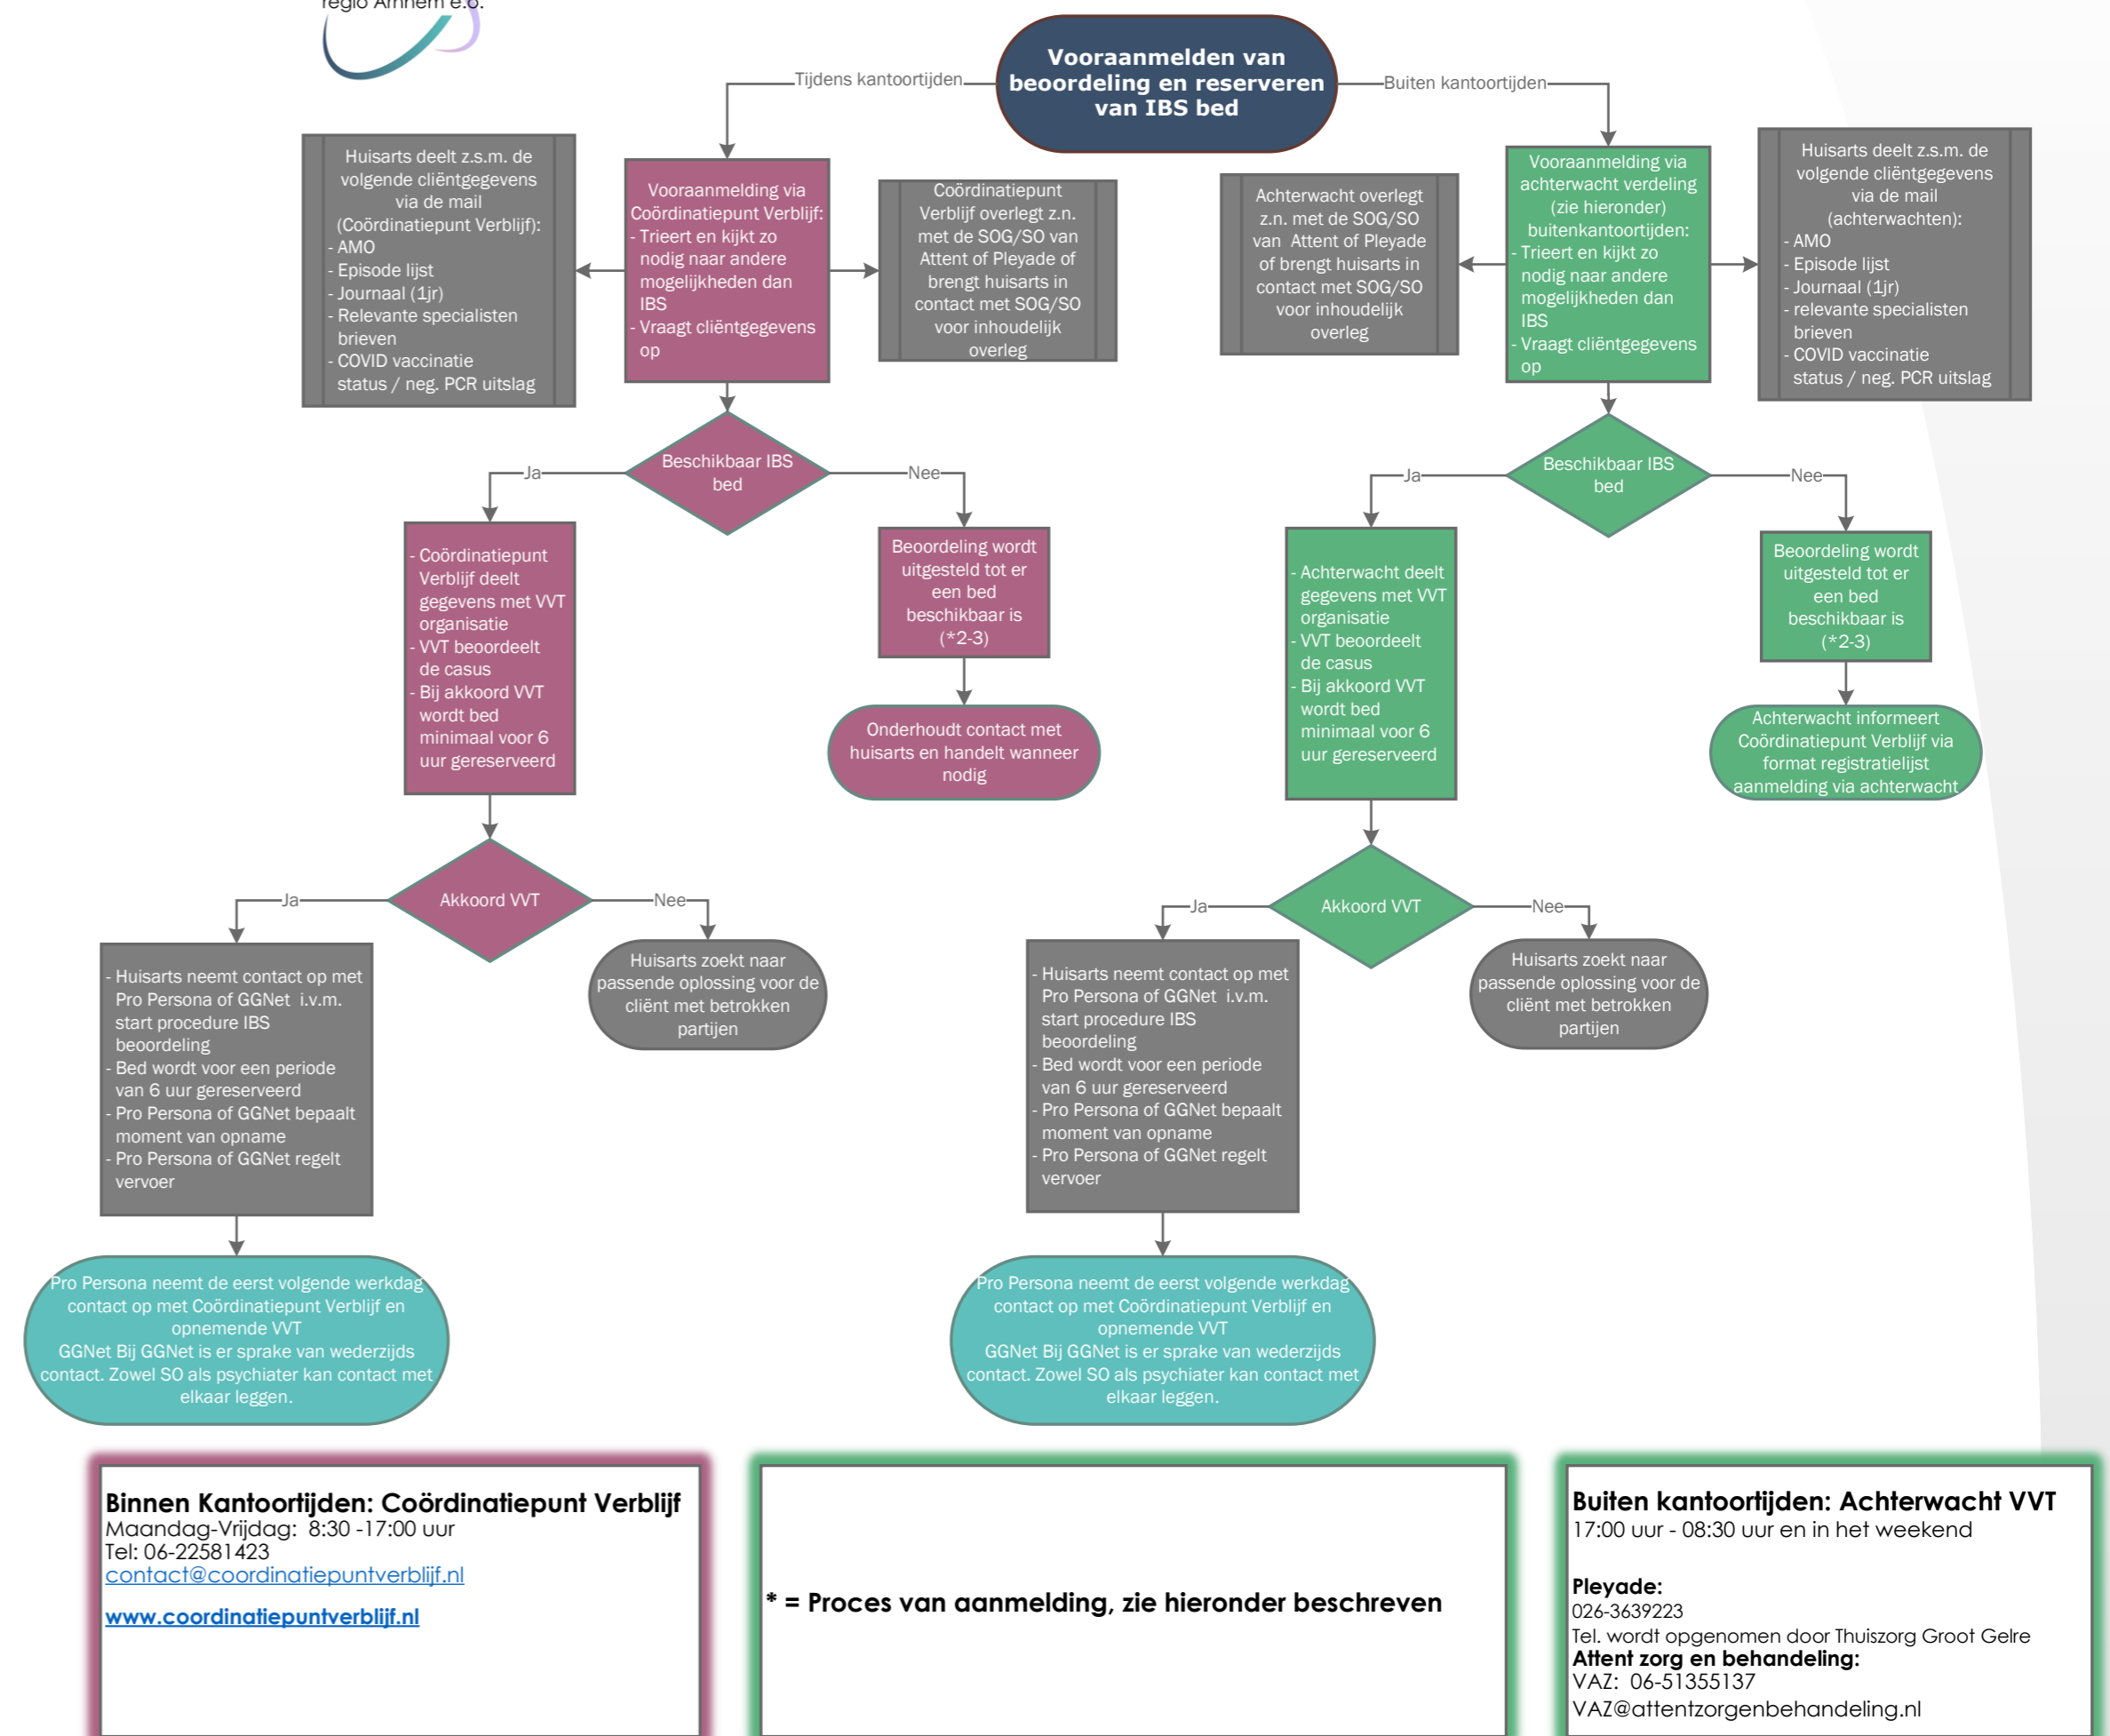 regio Arnhem e.o.
Vooraanmelden van
beoordeling en reserveren
van IBS bed
Tijdens kantoortijden
Buiten kantoortijden
Huisarts deelt z.s.m. de
volgende cliëntgegevens
via de mail
(Coördinatiepunt Verblijf):
- AMO
- Episode lijst
- Journaal (1jr)
- Relevante specialisten
brieven
- COVID vaccinatie
status / neg. PCR uitslag
Vooraanmelding via
Coördinatiepunt Verblijf:
- Trieert en kijkt zo
nodig naar andere
mogelijkheden dan
IBS
- Vraagt cliëntgegevens
op
Coördinatiepunt
Verblijf overlegt z.n.
met de SOG/SO van
Attent of Pleyade of
brengt huisarts in
contact met SOG/SO
voor inhoudelijk
overleg
Achterwacht overlegt
z.n. met de SOG/SO
van Attent of Pleyade
of brengt huisarts in
contact met SOG/SO
voor inhoudelijk
overleg
Vooraanmelding via
achterwacht verdeling
(zie hieronder)
buitenkantoortijden:
- Trieert en kijkt zo
nodig naar andere
mogelijkheden dan
IBS
- Vraagt cliëntgegevens
op
Huisarts deelt z.s.m. de
volgende cliëntgegevens
via de mail
(achterwachten):
- AMO
- Episode lijst
- Journaal (1jr)
- relevante specialisten
brieven
- COVID vaccinatie
status / neg. PCR uitslag
Beschikbaar IBS
bed
Ja
Nee
Beschikbaar IBS
bed
Ja
Nee
- Coördinatiepunt
Verblijf deelt
gegevens met VVT
organisatie
- VVT beoordeelt
de casus
- Bij akkoord VVT
wordt bed
minimaal voor 6
uur gereserveerd
Beoordeling wordt
uitgesteld tot er
een bed
beschikbaar is
(*2-3)
Onderhoudt contact met
huisarts en handelt wanneer
nodig
- Achterwacht deelt
gegevens met VVT
organisatie
- VVT beoordeelt
de casus
- Bij akkoord VVT
wordt bed
minimaal voor 6
uur gereserveerd
Beoordeling wordt
uitgesteld tot er
een bed
beschikbaar is
(*2-3)
Achterwacht informeert
Coördinatiepunt Verblijf via
format registratielijst
aanmelding via achterwacht
Akkoord VVT
Ja
Nee
Akkoord VVT
Ja
Nee
- Huisarts neemt contact op met
Pro Persona of GGNet i.v.m.
start procedure IBS
beoordeling
- Bed wordt voor een periode
van 6 uur gereserveerd
- Pro Persona of GGNet bepaalt
moment van opname
- Pro Persona of GGNet regelt
vervoer
Huisarts zoekt naar
passende oplossing voor de
cliënt met betrokken
partijen
- Huisarts neemt contact op met
Pro Persona of GGNet i.v.m.
start procedure IBS
beoordeling
- Bed wordt voor een periode
van 6 uur gereserveerd
- Pro Persona of GGNet bepaalt
moment van opname
- Pro Persona of GGNet regelt
vervoer
Huisarts zoekt naar
passende oplossing voor de
cliënt met betrokken
partijen
Pro Persona neemt de eerst volgende werkdag
contact op met Coördinatiepunt Verblijf en
opnemende VVT
GGNet Bij GGNet is er sprake van wederzijds
contact. Zowel SO als psychiater kan contact met
elkaar leggen.
Pro Persona neemt de eerst volgende werkdag
contact op met Coördinatiepunt Verblijf en
opnemende VVT
GGNet Bij GGNet is er sprake van wederzijds
contact. Zowel SO als psychiater kan contact met
elkaar leggen.
Binnen Kantoortijden: Coördinatiepunt Verblijf
Maandag-Vrijdag: 8:30 -17:00 uur
Tel: 06-22581423
contact@coordinatiepuntverblijf.nl
www.coordinatiepuntverblijf.nl
* = Proces van aanmelding, zie hieronder beschreven
Buiten kantoortijden: Achterwacht VVT
17:00 uur - 08:30 uur en in het weekend
Pleyade:
026-3639223
Tel. wordt opgenomen door Thuiszorg Groot Gelre
Attent zorg en behandeling:
VAZ: 06-51355137
VAZ@attentzorgenbehandeling.nl